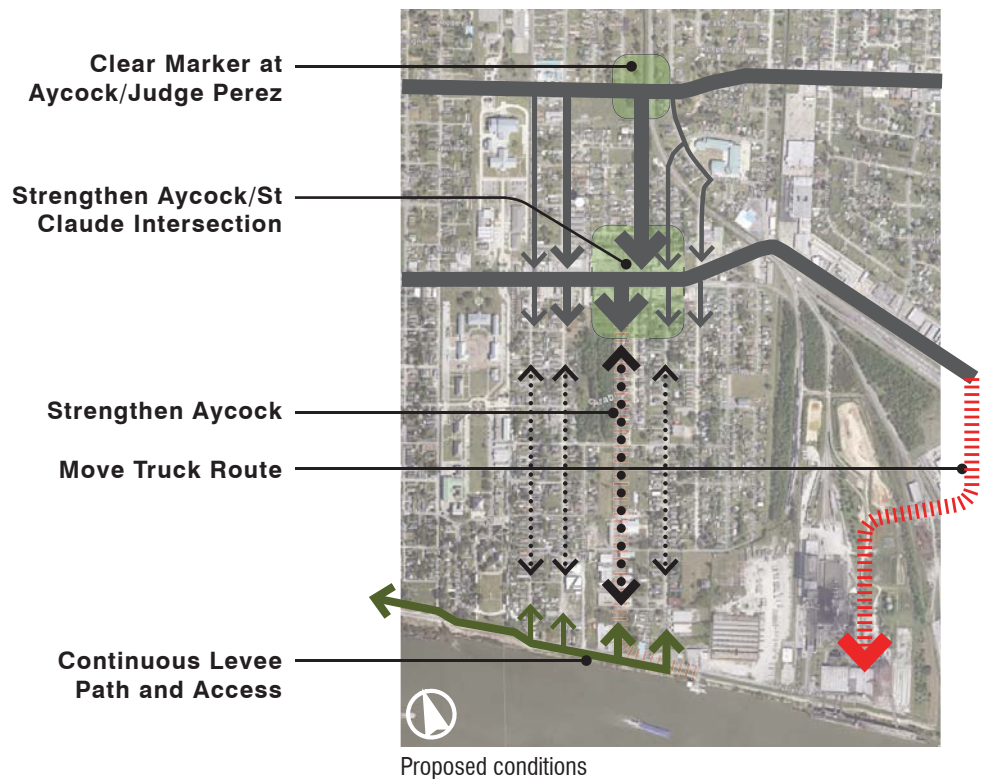 Clear Marker at
Aycock/Judge Perez
Strengthen Aycock/St
Claude Intersection
Strengthen Aycock
Move Truck Route
Continuous Levee
Path and Access
Proposed conditions